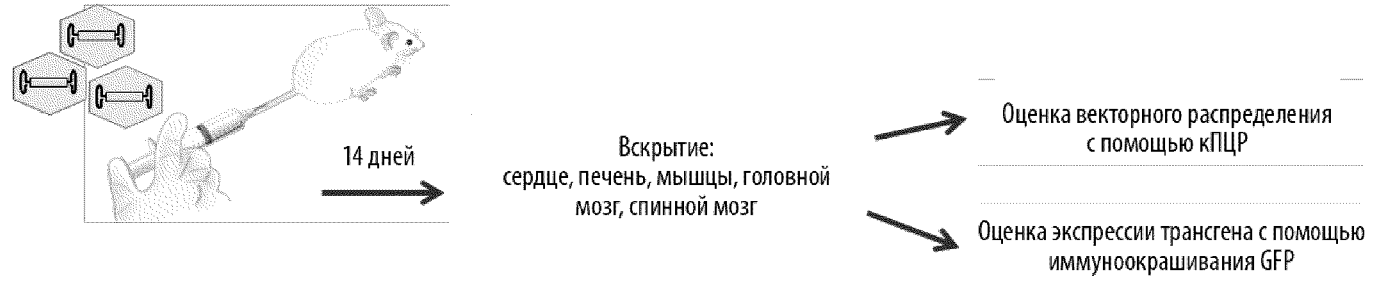 14 дней
Вскрытие:
сердце, печень, мышцы, головной
мозг, спинной мозг
Оценка векторного распределения
с помощью кПЦР
Оценка экспрессии трансгена с помощью
иммуноокрашивания GFP